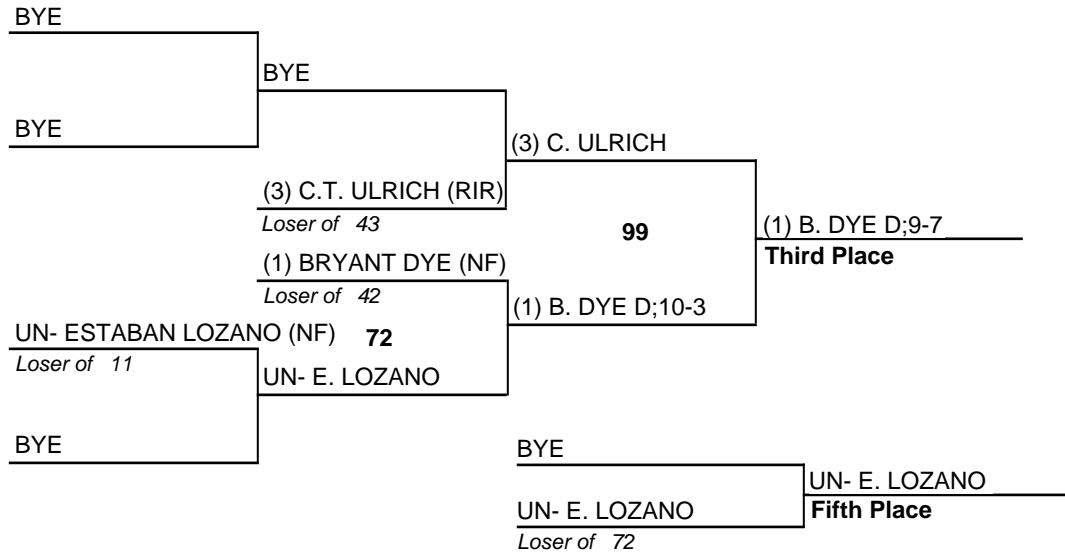 BYE
BYE
BYE
(3) C. ULRICH
(3) C.T. ULRICH (RIR)
Loser of 43
99
(1) B. DYE D;9-7
Third Place
(1) BRYANT DYE (NF)
Loser of 42
(1) B. DYE D;10-3
UN- ESTABAN LOZANO (NF)
72
Loser of 11
UN- E. LOZANO
BYE
BYE
UN- E. LOZANO
Fifth Place
UN- E. LOZANO
Loser of 72